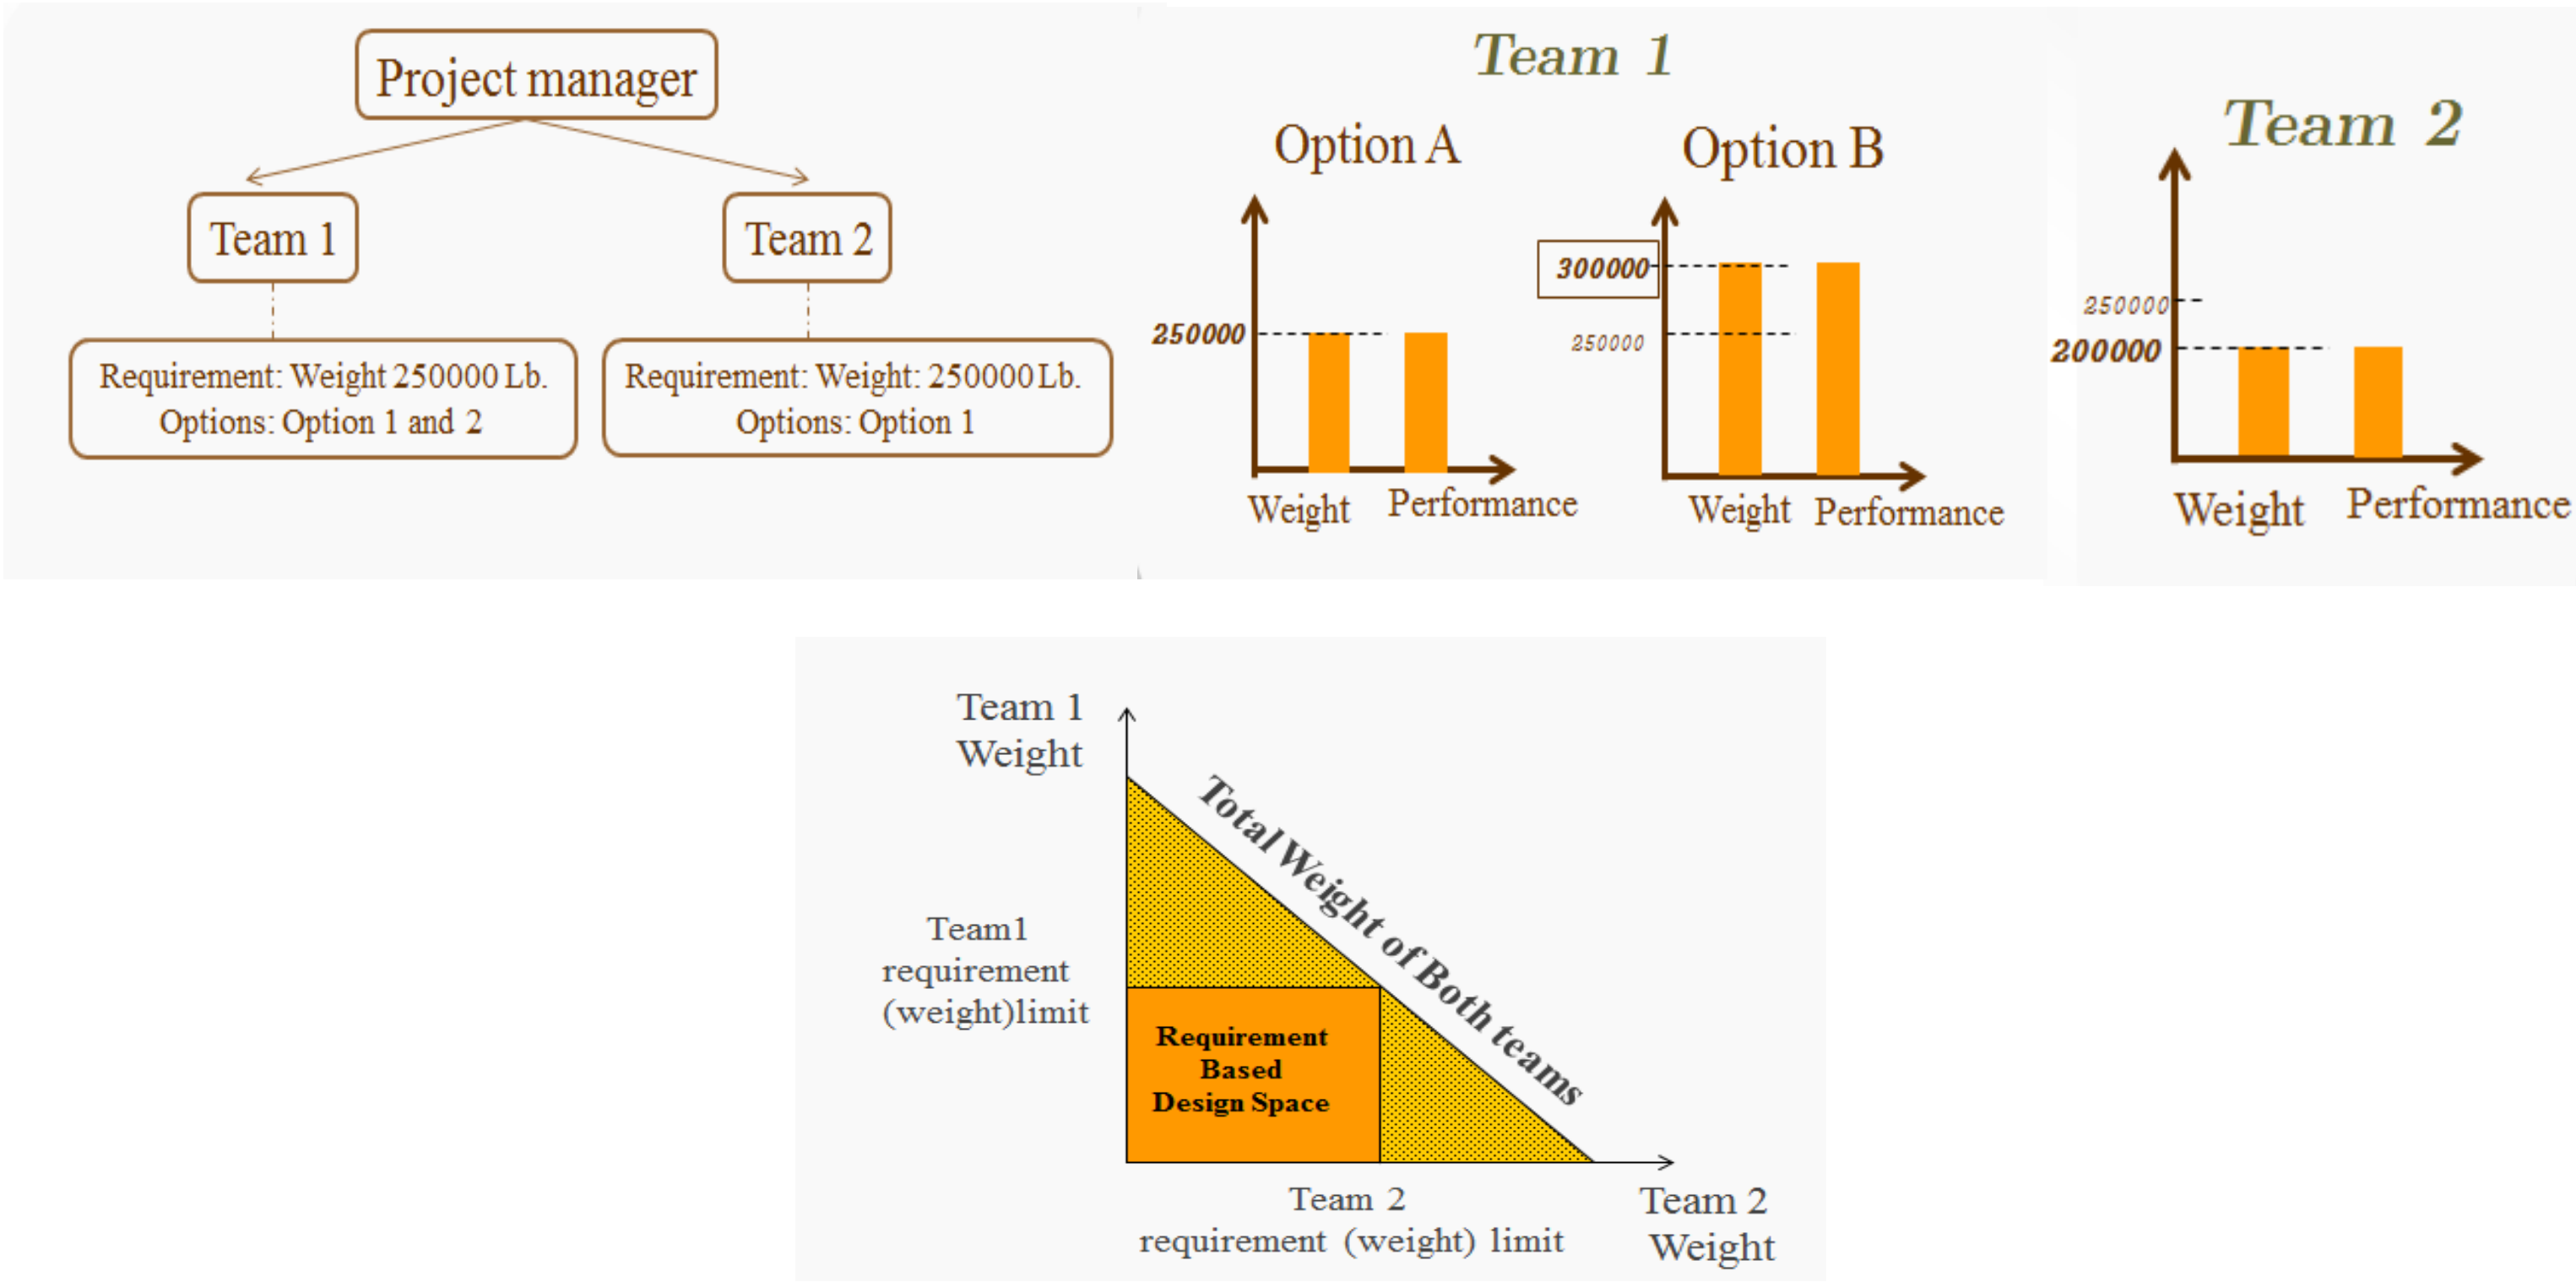 Project manager
Team 1
Team 2
Requirement: Weight 250000 Lb.
Options: Option 1 and 2
Requirement: Weight: 250000 Lb.
Options: Option 1
Team 1
Option A
250000
Weight
Performance
Option B
300000
250000
Weight
Performance
Team 2
250000
200000
Weight
Performance
Team 1
Weight
Total Weight of Both teams
Team1
requirement
(weight)limit
Requirement
Based
Design Space
Team 2
requirement (weight) limit
Team 2
Weight